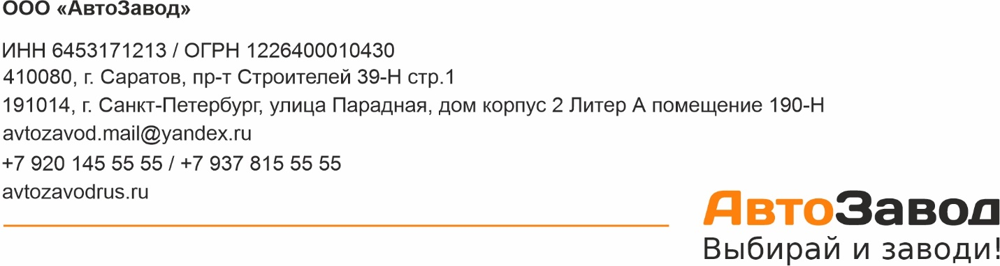 ООО «АвтоЗавод»
ИНН 6453171213 / ОГРН 1226400010430
410080, г. Саратов, пр-т Строителей 39-Н стр.1
191014, г. Санкт-Петербург, улица Парадная, дом корпус 2 Литер А помещение 190-Н
avtozavod.mail@yandex.ru
+7 920 145 55 55 / +7 937 815 55 55
avtozavodrus.ru
АвтоЗавод
Выбирай и заводи!